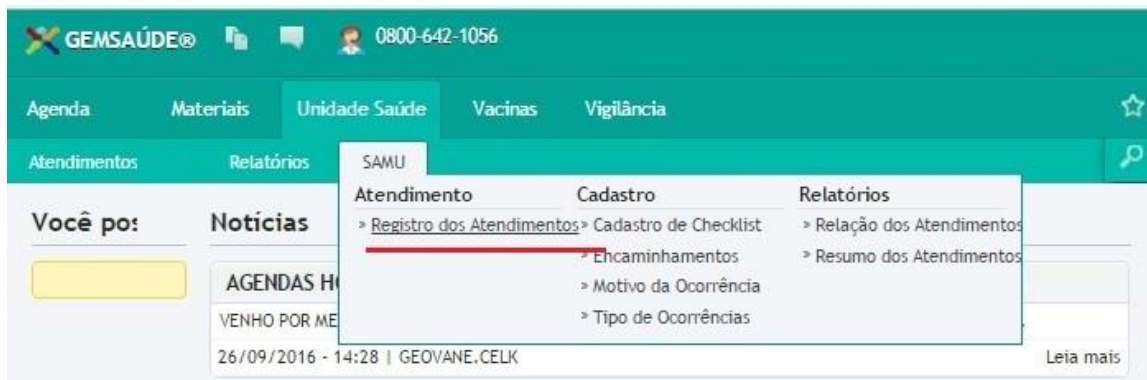 GEMSAÚDE® 0800-642-1056
Agenda Materiais Unidade Saúde Vacinas Vigilância
Atendimentos Relatórios SAMU
Atendimento Cadastro Relatórios
» Registro dos Atendimentos » Cadastro de Checklist » Relação dos Atendimentos
» Encaminhamentos » Resumo dos Atendimentos
» Motivo da Ocorrência
» Tipo de Ocorrências
Você pos Notícias
AGENDAS HO
VENHO POR ME
26/09/2016 - 14:28 | GEOVANE.CELK Leia mais